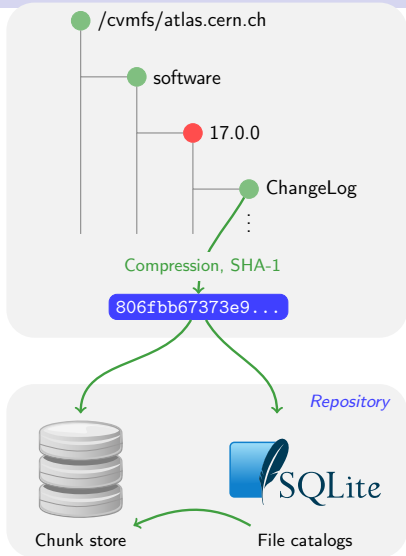 /cvmfs/atlas.cern.ch
software
17.0.0
ChangeLog
⋮
Compression, SHA-1
806fbb67373e9...
Repository
SQLite
Chunk store
File catalogs